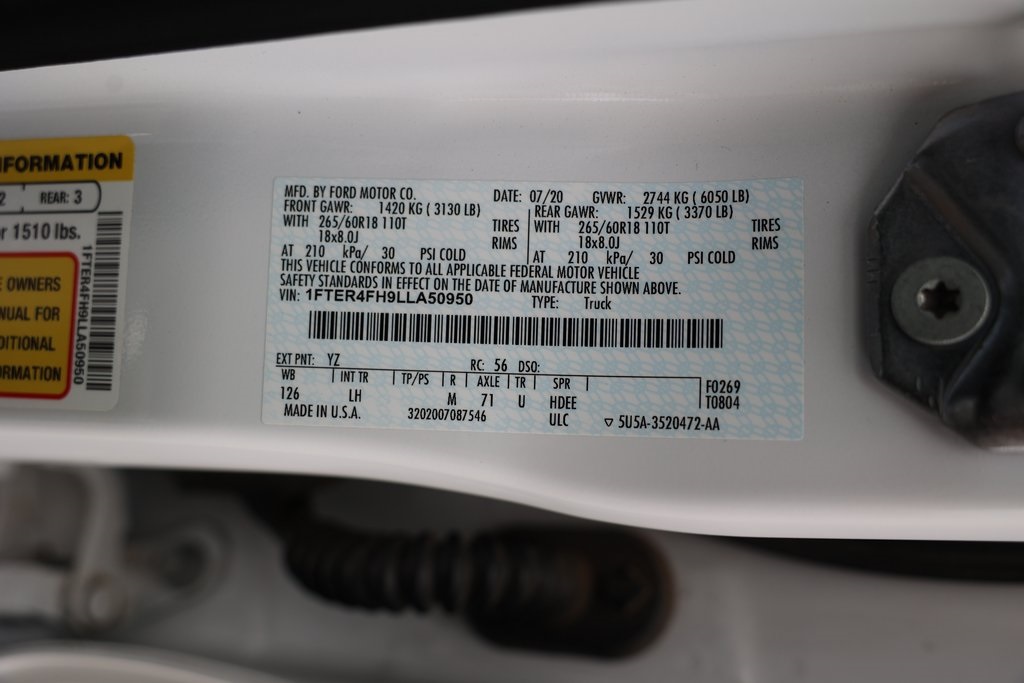 INFORMATION
2 REAR: 3
r 1510 lbs.
E OWNERS
NUAL FOR
DITIONAL
ORMATION
1FTER4FH9LLA50950
MFD. BY FORD MOTOR CO. DATE: 07/20 GVWR: 2744 KG ( 6050 LB)
FRONT GAWR: 1420 KG ( 3130 LB) REAR GAWR: 1529 KG ( 3370 LB)
WITH 265/60R18 110T TIRES WITH 265/60R18 110T TIRES
18x8.0J RIMS 18x8.0J RIMS
AT 210 kPa/ 30 PSI COLD AT 210 kPa/ 30 PSI COLD
THIS VEHICLE CONFORMS TO ALL APPLICABLE FEDERAL MOTOR VEHICLE
SAFETY STANDARDS IN EFFECT ON THE DATE OF MANUFACTURE SHOWN ABOVE.
VIN: 1FTER4FH9LLA50950 TYPE: Truck
EXT PNT: YZ RC: 56 DSO:
WB INT TR TP/PS R AXLE TR SPR F0269
126 LH M 71 U HDEE T0804
MADE IN U.S.A. 3202007087546 ULC ▽ 5U5A-3520472-AA